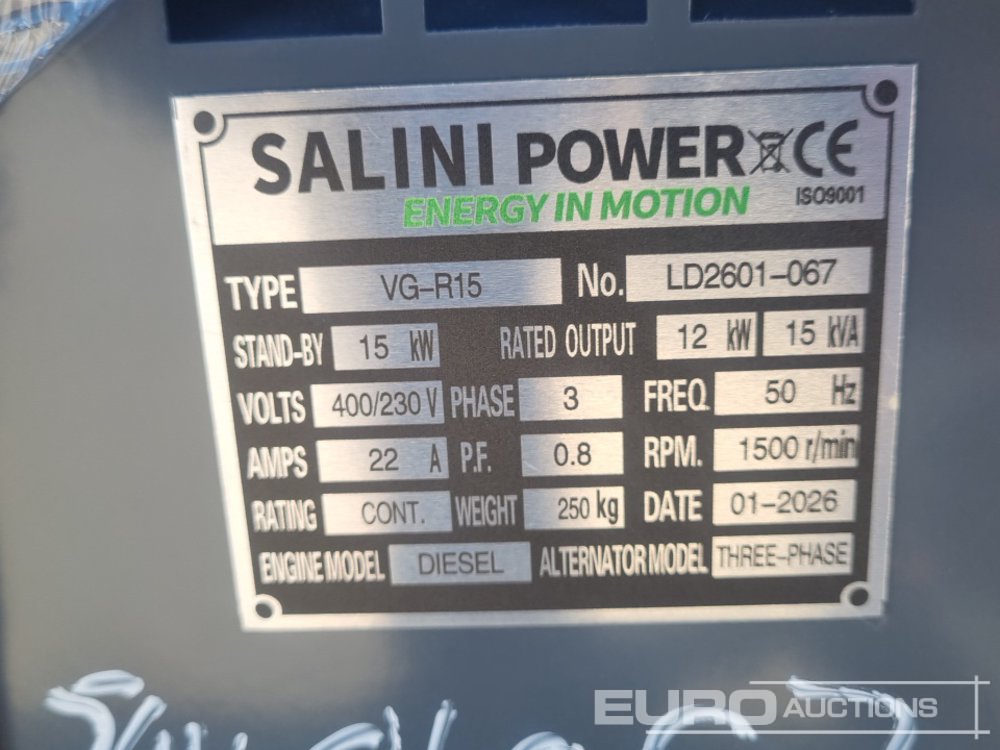 SALINI POWER CE
ENERGY IN MOTION ISO9001
TYPE VG-R15 No. LD2601-067
STAND-BY 15 kW RATED OUTPUT 12 kW 15 kVA
VOLTS 400/230 V PHASE 3 FREQ. 50 Hz
AMPS 22 A P.F. 0.8 RPM. 1500 r/min
RATING CONT. WEIGHT 250 kg DATE 01-2026
ENGINE MODEL DIESEL ALTERNATOR MODEL THREE-PHASE
EURO AUCTIONS